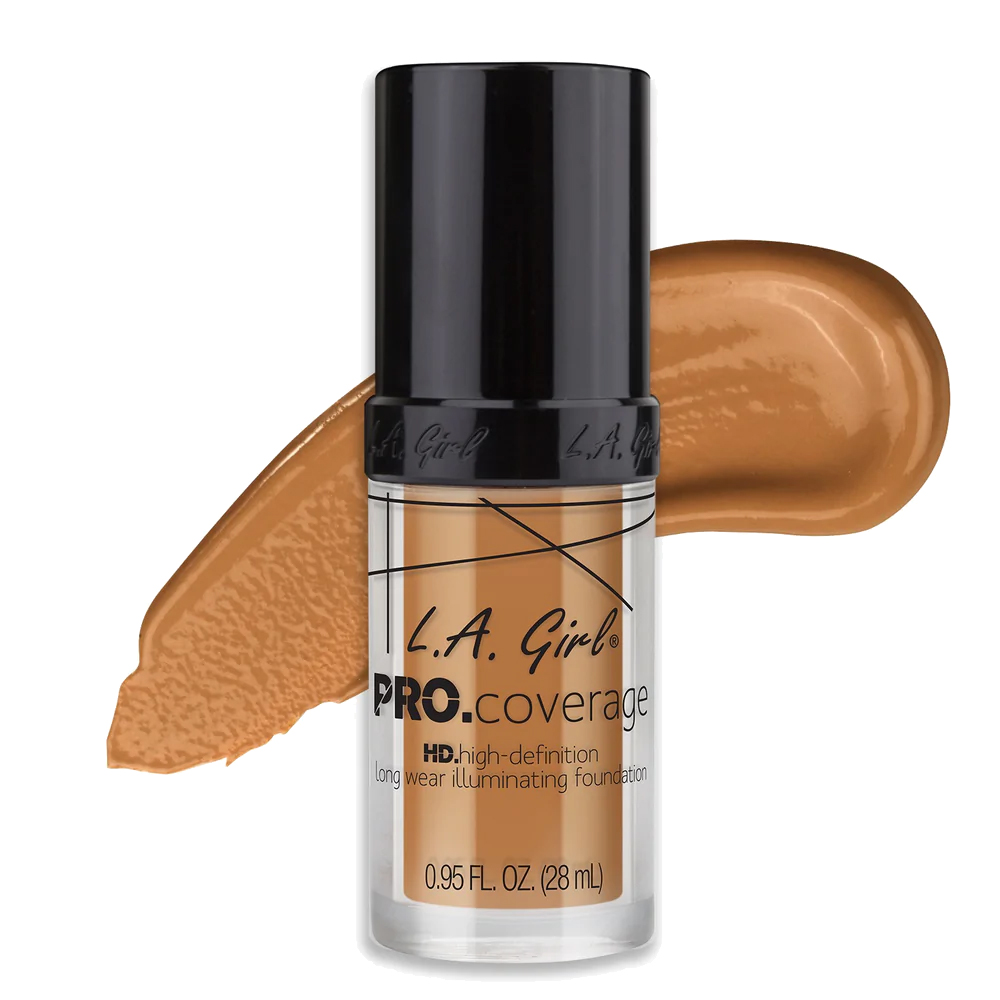 L.A. Girl L.A. Girl
L.A. Girl®
PRO.coverage
HD.high-definition
long wear illuminating foundation
0.95 FL. OZ. (28 mL)